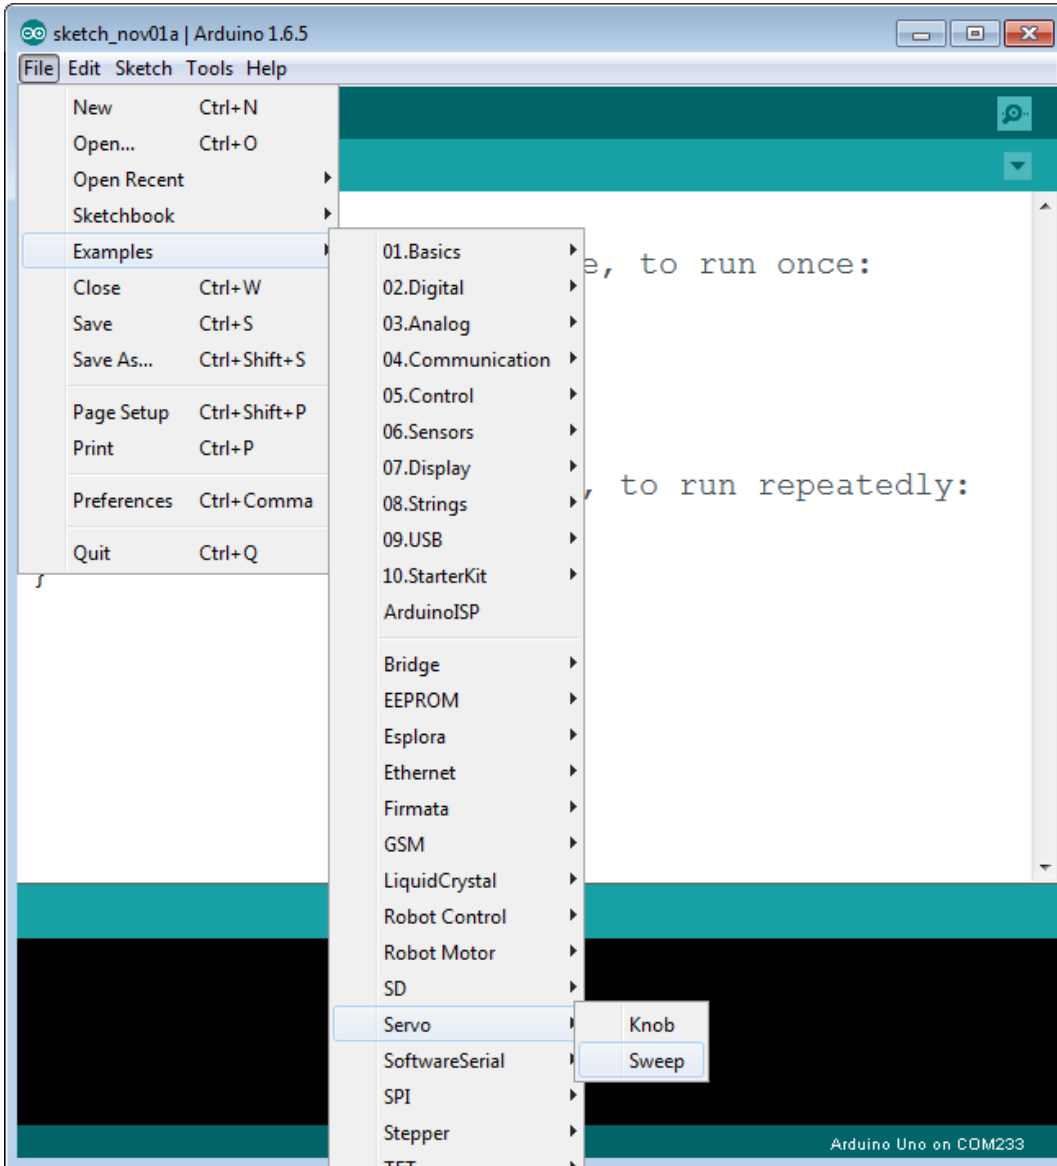 sketch_nov01a | Arduino 1.6.5
File Edit Sketch Tools Help
New Ctrl+N
Open... Ctrl+O
Open Recent
Sketchbook
Examples
Close Ctrl+W
Save Ctrl+S
Save As... Ctrl+Shift+S
Page Setup Ctrl+Shift+P
Print Ctrl+P
Preferences Ctrl+Comma
Quit Ctrl+Q
01.Basics
02.Digital
03.Analog
04.Communication
05.Control
06.Sensors
07.Display
08.Strings
09.USB
10.StarterKit
ArduinoISP
Bridge
EEPROM
Esplora
Ethernet
Firmata
GSM
LiquidCrystal
Robot Control
Robot Motor
SD
Servo
SoftwareSerial
SPI
Stepper
Knob
Sweep
, to run once:
, to run repeatedly:
}
Arduino Uno on COM233